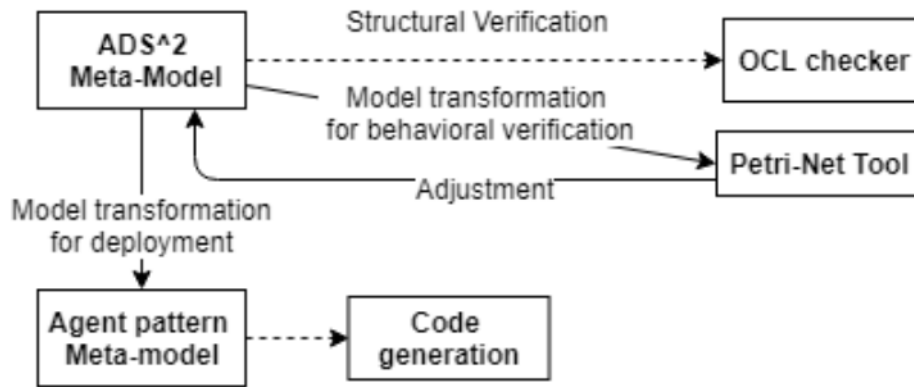 Structural Verification
ADS^2
Meta-Model
OCL checker
Model transformation
for behavioral verification
Petri-Net Tool
Adjustment
Model transformation
for deployment
Agent pattern
Meta-model
Code
generation